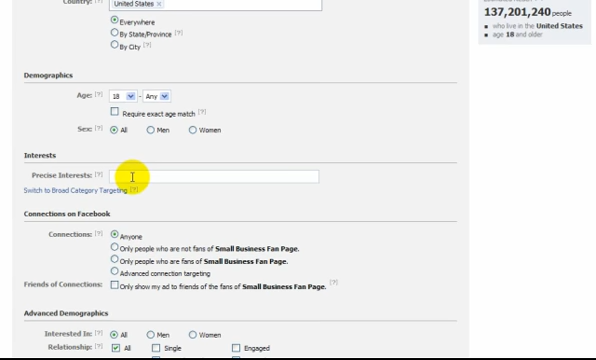 Country: [?] United States ×
Everywhere
By State/Province [?]
By City [?]
137,201,240 people
who live in the United States
age 18 and older
Demographics
Age: [?] 18 - Any
Require exact age match [?]
Sex: [?] All Men Women
Interests
Precise Interests: [?]
Switch to Broad Category Targeting [?]
Connections on Facebook
Connections: [?] Anyone
Only people who are not fans of Small Business Fan Page.
Only people who are fans of Small Business Fan Page.
Advanced connection targeting
Friends of Connections: Only show my ad to friends of the fans of Small Business Fan Page. [?]
Advanced Demographics
Interested In: [?] All Men Women
Relationship: [?] All Single Engaged